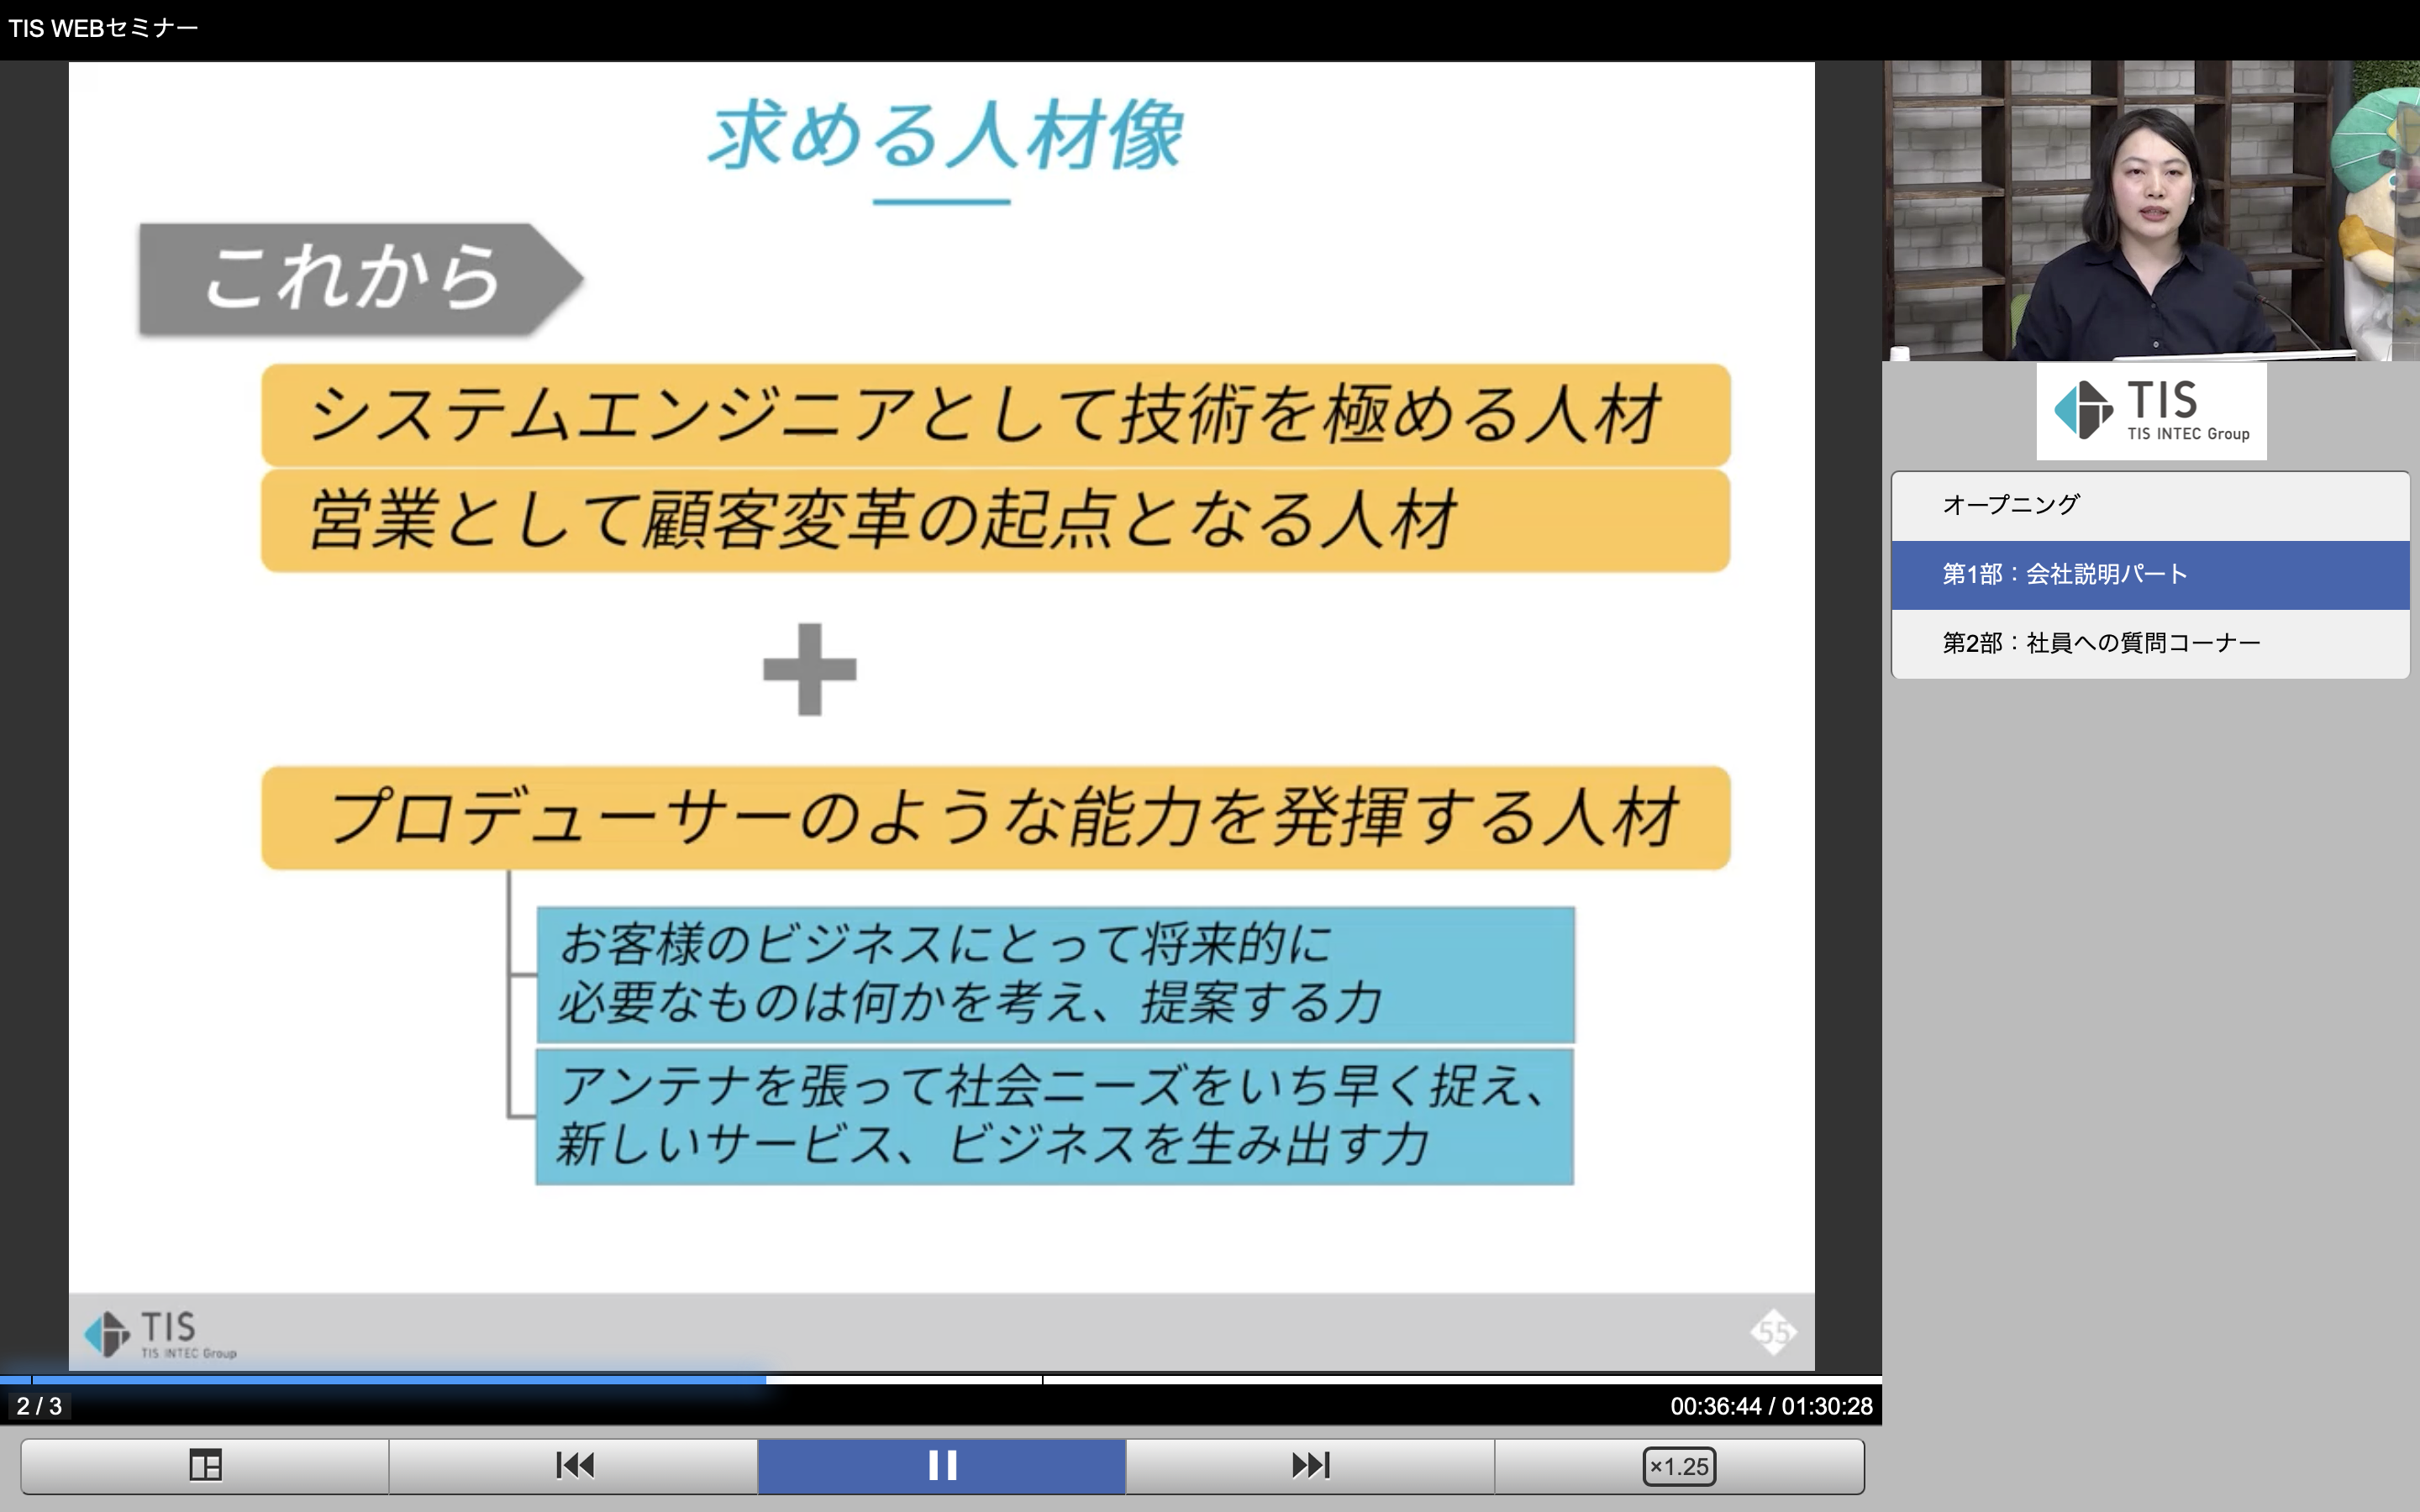 TIS WEBセミナー
求める人材像
これから
システムエンジニアとして技術を極める人材
営業として顧客変革の起点となる人材
プロデューサーのような能力を発揮する人材
お客様のビジネスにとって将来的に
必要なものは何かを考え、提案する力
アンテナを張って社会ニーズをいち早く捉え、
新しいサービス、ビジネスを生み出す力
TIS
TIS INTEC Group
55
TIS
TIS INTEC Group
オープニング
第1部：会社説明パート
第2部：社員への質問コーナー
2 / 3
00:36:44 / 01:30:28
×1.25